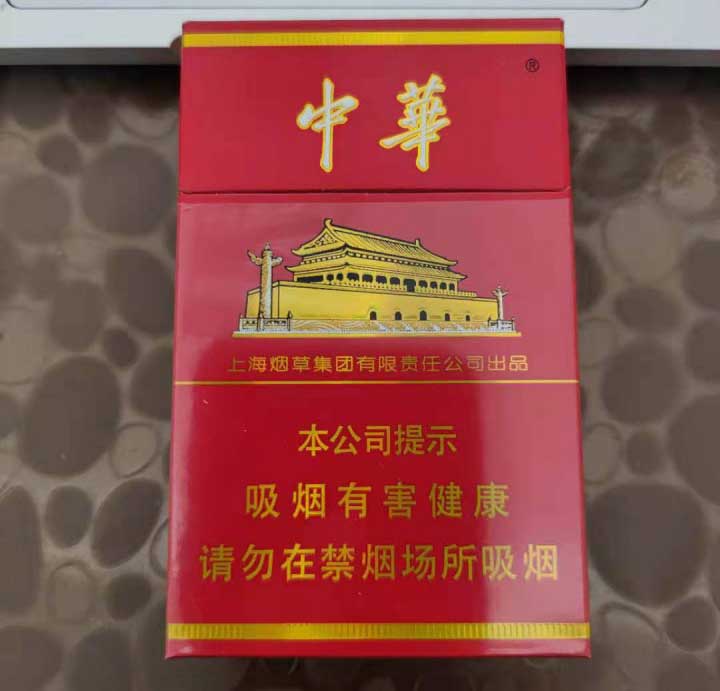 中華 ®
上海烟草集团有限责任公司出品
本公司提示
吸烟有害健康
请勿在禁烟场所吸烟